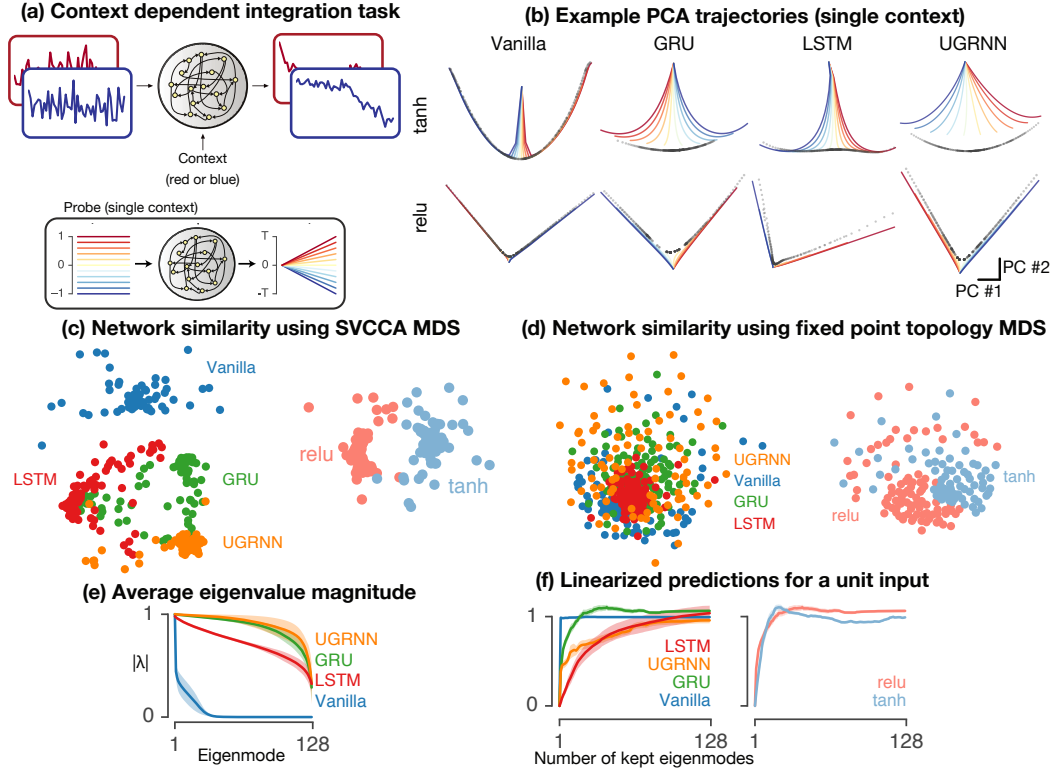 (a) Context dependent integration task
Context
(red or blue)
Probe (single context)
1
0
–1
T
0
-T
(b) Example PCA trajectories (single context)
Vanilla GRU LSTM UGRNN
tanh
relu
PC #2
PC #1
(c) Network similarity using SVCCA MDS
Vanilla
LSTM
GRU
UGRNN
relu
tanh
(d) Network similarity using fixed point topology MDS
UGRNN
Vanilla
GRU
LSTM
relu
tanh
(e) Average eigenvalue magnitude
1
|λ|
0
UGRNN
GRU
LSTM
Vanilla
1 128
Eigenmode
(f) Linearized predictions for a unit input
1
0
LSTM
UGRNN
GRU
Vanilla
1 128
Number of kept eigenmodes
1
0
relu
tanh
1 128